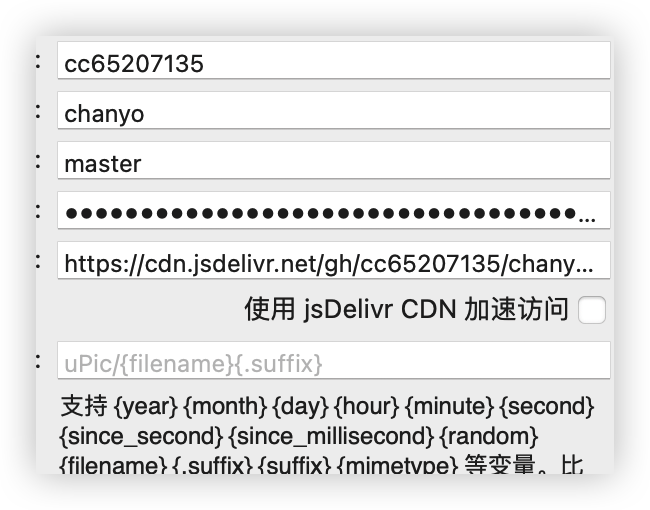 : cc65207135
: chanyo
: master
: ●●●●●●●●●●●●●●●●●●●●●●●●●●●●●●●●●●...
: https://cdn.jsdelivr.net/gh/cc65207135/chany...
使用 jsDelivr CDN 加速访问
: uPic/{filename}{.suffix}
支持 {year} {month} {day} {hour} {minute} {second}
{since_second} {since_millisecond} {random}
{filename} {.suffix} {suffix} {mimetype} 等变量。比